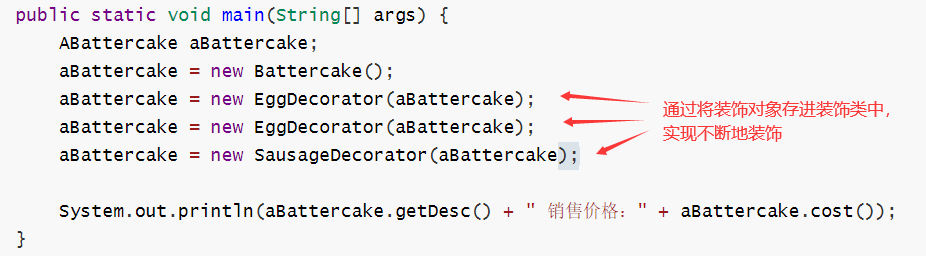 public static void main(String[] args) {
ABattercake aBattercake;
aBattercake = new Battercake();
aBattercake = new EggDecorator(aBattercake);
aBattercake = new EggDecorator(aBattercake);
aBattercake = new SausageDecorator(aBattercake);
通过将装饰对象存进装饰类中，
实现不断地装饰
System.out.println(aBattercake.getDesc() + " 销售价格：" + aBattercake.cost());
}